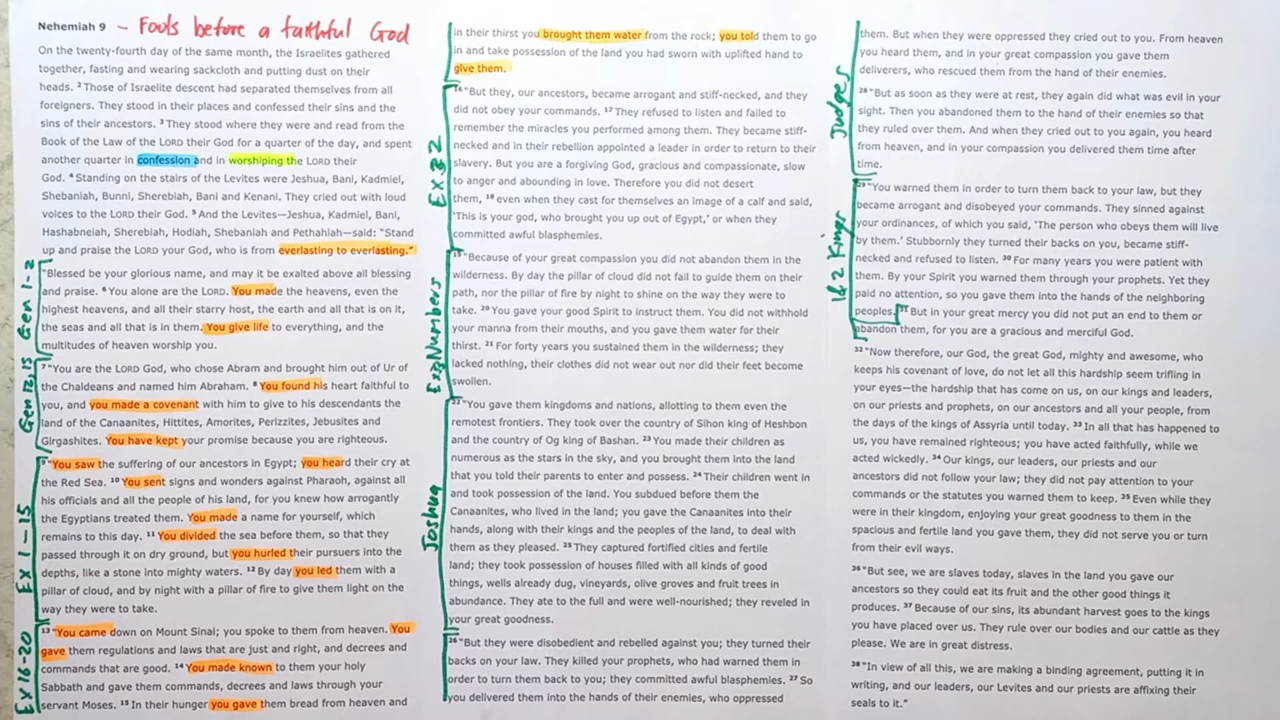 Nehemiah 9 - Fools before a faithful God
On the twenty-fourth day of the same month, the Israelites gathered
together, fasting and wearing sackcloth and putting dust on their
heads. ² Those of Israelite descent had separated themselves from all
foreigners. They stood in their places and confessed their sins and the
sins of their ancestors. ³ They stood where they were and read from the
Book of the Law of the LORD their God for a quarter of the day, and spent
another quarter in confession and in worshiping the LORD their
God. ⁴ Standing on the stairs of the Levites were Jeshua, Bani, Kadmiel,
Shebaniah, Bunni, Sherebiah, Bani and Kenani. They cried out with loud
voices to the LORD their God. ⁵ And the Levites—Jeshua, Kadmiel, Bani,
Hashabneiah, Sherebiah, Hodiah, Shebaniah and Pethahiah—said: "Stand
up and praise the LORD your God, who is from everlasting to everlasting."
Gen 1-2
"Blessed be your glorious name, and may it be exalted above all blessing
and praise. ⁶ You alone are the LORD. You made the heavens, even the
highest heavens, and all their starry host, the earth and all that is on it,
the seas and all that is in them. You give life to everything, and the
multitudes of heaven worship you.
Gen 12, 15
⁷ "You are the LORD God, who chose Abram and brought him out of Ur of
the Chaldeans and named him Abraham. ⁸ You found his heart faithful to
you, and you made a covenant with him to give to his descendants the
land of the Canaanites, Hittites, Amorites, Perizzites, Jebusites and
Girgashites. You have kept your promise because you are righteous.
Ex 1-15
⁹ "You saw the suffering of our ancestors in Egypt; you heard their cry at
the Red Sea. ¹⁰ You sent signs and wonders against Pharaoh, against all
his officials and all the people of his land, for you knew how arrogantly
the Egyptians treated them. You made a name for yourself, which
remains to this day. ¹¹ You divided the sea before them, so that they
passed through it on dry ground, but you hurled their pursuers into the
depths, like a stone into mighty waters. ¹² By day you led them with a
pillar of cloud, and by night with a pillar of fire to give them light on the
way they were to take.
Ex 16-20
¹³ "You came down on Mount Sinai; you spoke to them from heaven. You
gave them regulations and laws that are just and right, and decrees and
commands that are good. ¹⁴ You made known to them your holy
Sabbath and gave them commands, decrees and laws through your
servant Moses. ¹⁵ In their hunger you gave them bread from heaven and
in their thirst you brought them water from the rock; you told them to go
in and take possession of the land you had sworn with uplifted hand to
give them.
Ex 32
¹⁶ "But they, our ancestors, became arrogant and stiff-necked, and they
did not obey your commands. ¹⁷ They refused to listen and failed to
remember the miracles you performed among them. They became stiff-
necked and in their rebellion appointed a leader in order to return to their
slavery. But you are a forgiving God, gracious and compassionate, slow
to anger and abounding in love. Therefore you did not desert
them, ¹⁸ even when they cast for themselves an image of a calf and said,
'This is your god, who brought you up out of Egypt,' or when they
committed awful blasphemies.
Numbers
¹⁹ "Because of your great compassion you did not abandon them in the
wilderness. By day the pillar of cloud did not fail to guide them on their
path, nor the pillar of fire by night to shine on the way they were to
take. ²⁰ You gave your good Spirit to instruct them. You did not withhold
your manna from their mouths, and you gave them water for their
thirst. ²¹ For forty years you sustained them in the wilderness; they
lacked nothing, their clothes did not wear out nor did their feet become
swollen.
Joshua
²² "You gave them kingdoms and nations, allotting to them even the
remotest frontiers. They took over the country of Sihon king of Heshbon
and the country of Og king of Bashan. ²³ You made their children as
numerous as the stars in the sky, and you brought them into the land
that you told their parents to enter and possess. ²⁴ Their children went in
and took possession of the land. You subdued before them the
Canaanites, who lived in the land; you gave the Canaanites into their
hands, along with their kings and the peoples of the land, to deal with
them as they pleased. ²⁵ They captured fortified cities and fertile
land; they took possession of houses filled with all kinds of good
things, wells already dug, vineyards, olive groves and fruit trees in
abundance. They ate to the full and were well-nourished; they reveled in
your great goodness.
²⁶ "But they were disobedient and rebelled against you; they turned their
backs on your law. They killed your prophets, who had warned them in
order to turn them back to you; they committed awful blasphemies. ²⁷ So
you delivered them into the hands of their enemies, who oppressed
Judges
them. But when they were oppressed they cried out to you. From heaven
you heard them, and in your great compassion you gave them
deliverers, who rescued them from the hand of their enemies.
²⁸ "But as soon as they were at rest, they again did what was evil in your
sight. Then you abandoned them to the hand of their enemies so that
they ruled over them. And when they cried out to you again, you heard
from heaven, and in your compassion you delivered them time after
time.
1&2 Kings
²⁹ "You warned them in order to turn them back to your law, but they
became arrogant and disobeyed your commands. They sinned against
your ordinances, of which you said, 'The person who obeys them will live
by them.' Stubbornly they turned their backs on you, became stiff-
necked and refused to listen. ³⁰ For many years you were patient with
them. By your Spirit you warned them through your prophets. Yet they
paid no attention, so you gave them into the hands of the neighboring
peoples. ³¹ But in your great mercy you did not put an end to them or
abandon them, for you are a gracious and merciful God.
³² "Now therefore, our God, the great God, mighty and awesome, who
keeps his covenant of love, do not let all this hardship seem trifling in
your eyes—the hardship that has come on us, on our kings and leaders,
on our priests and prophets, on our ancestors and all your people, from
the days of the kings of Assyria until today. ³³ In all that has happened to
us, you have remained righteous; you have acted faithfully, while we
acted wickedly. ³⁴ Our kings, our leaders, our priests and our
ancestors did not follow your law; they did not pay attention to your
commands or the statutes you warned them to keep. ³⁵ Even while they
were in their kingdom, enjoying your great goodness to them in the
spacious and fertile land you gave them, they did not serve you or turn
from their evil ways.
³⁶ "But see, we are slaves today, slaves in the land you gave our
ancestors so they could eat its fruit and the other good things it
produces. ³⁷ Because of our sins, its abundant harvest goes to the kings
you have placed over us. They rule over our bodies and our cattle as they
please. We are in great distress.
³⁸ "In view of all this, we are making a binding agreement, putting it in
writing, and our leaders, our Levites and our priests are affixing their
seals to it."